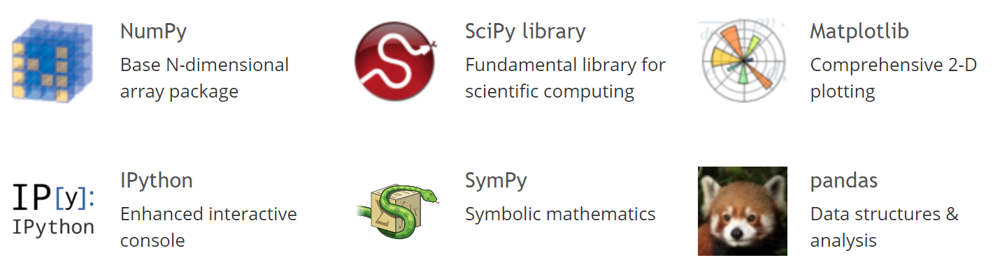 NumPy
Base N-dimensional
array package
SciPy library
Fundamental library for
scientific computing
Matplotlib
Comprehensive 2-D
plotting
IP[y]:
IPython
IPython
Enhanced interactive
console
SymPy
Symbolic mathematics
pandas
Data structures &
analysis